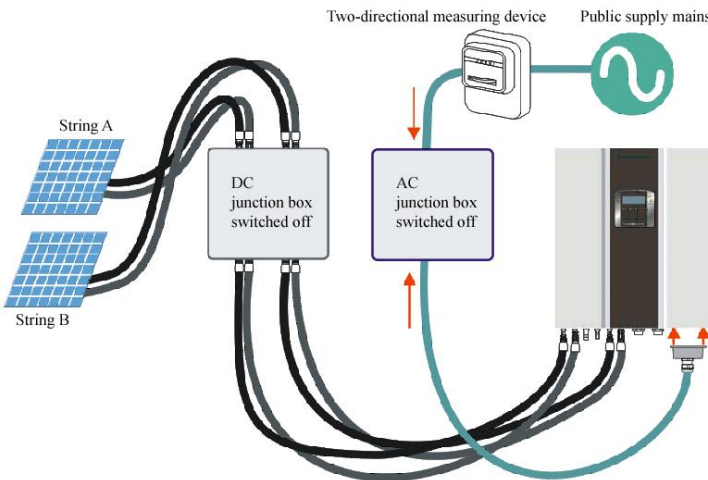 Two-directional measuring device
Public supply mains
String A
DC
junction box
switched off
AC
junction box
switched off
String B